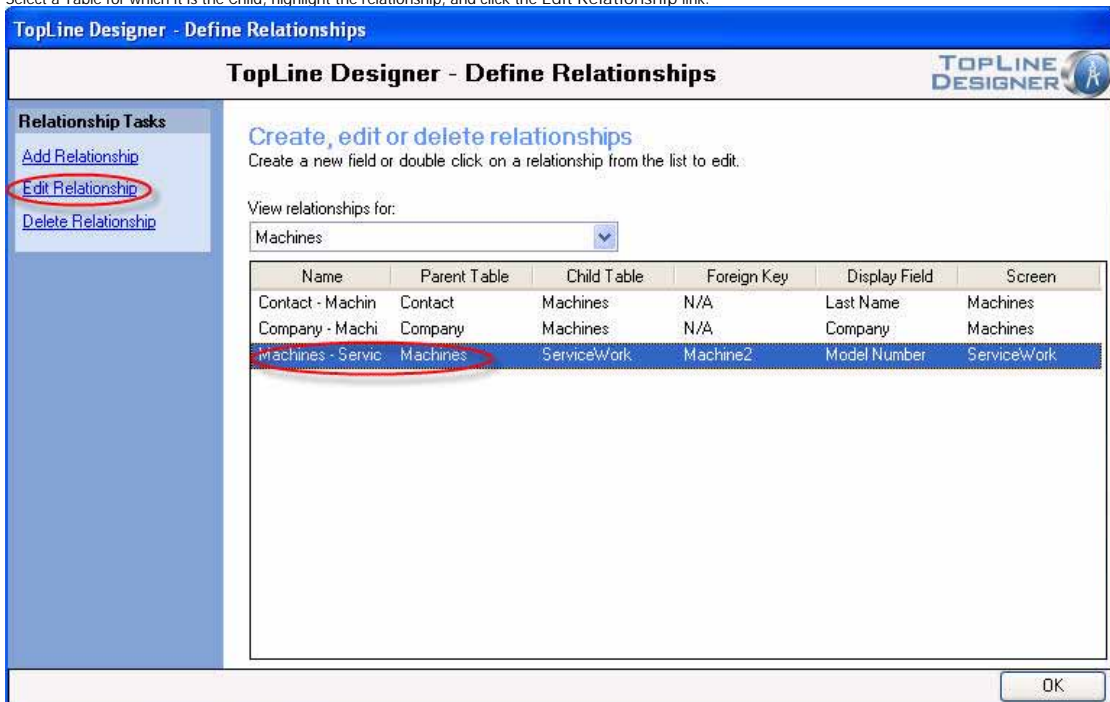 Select a Table for which it is the child, highlight the relationship, and click the Edit Relationship link.
TopLine Designer - Define Relationships
TopLine Designer - Define Relationships
TOPLINE
DESIGNER
Relationship Tasks
Add Relationship
Edit Relationship
Delete Relationship
Create, edit or delete relationships
Create a new field or double click on a relationship from the list to edit.
View relationships for:
Machines
Name Parent Table Child Table Foreign Key Display Field Screen
Contact - Machin Contact Machines N/A Last Name Machines
Company - Machi Company Machines N/A Company Machines
Machines - Servic Machines ServiceWork Machine2 Model Number ServiceWork
OK